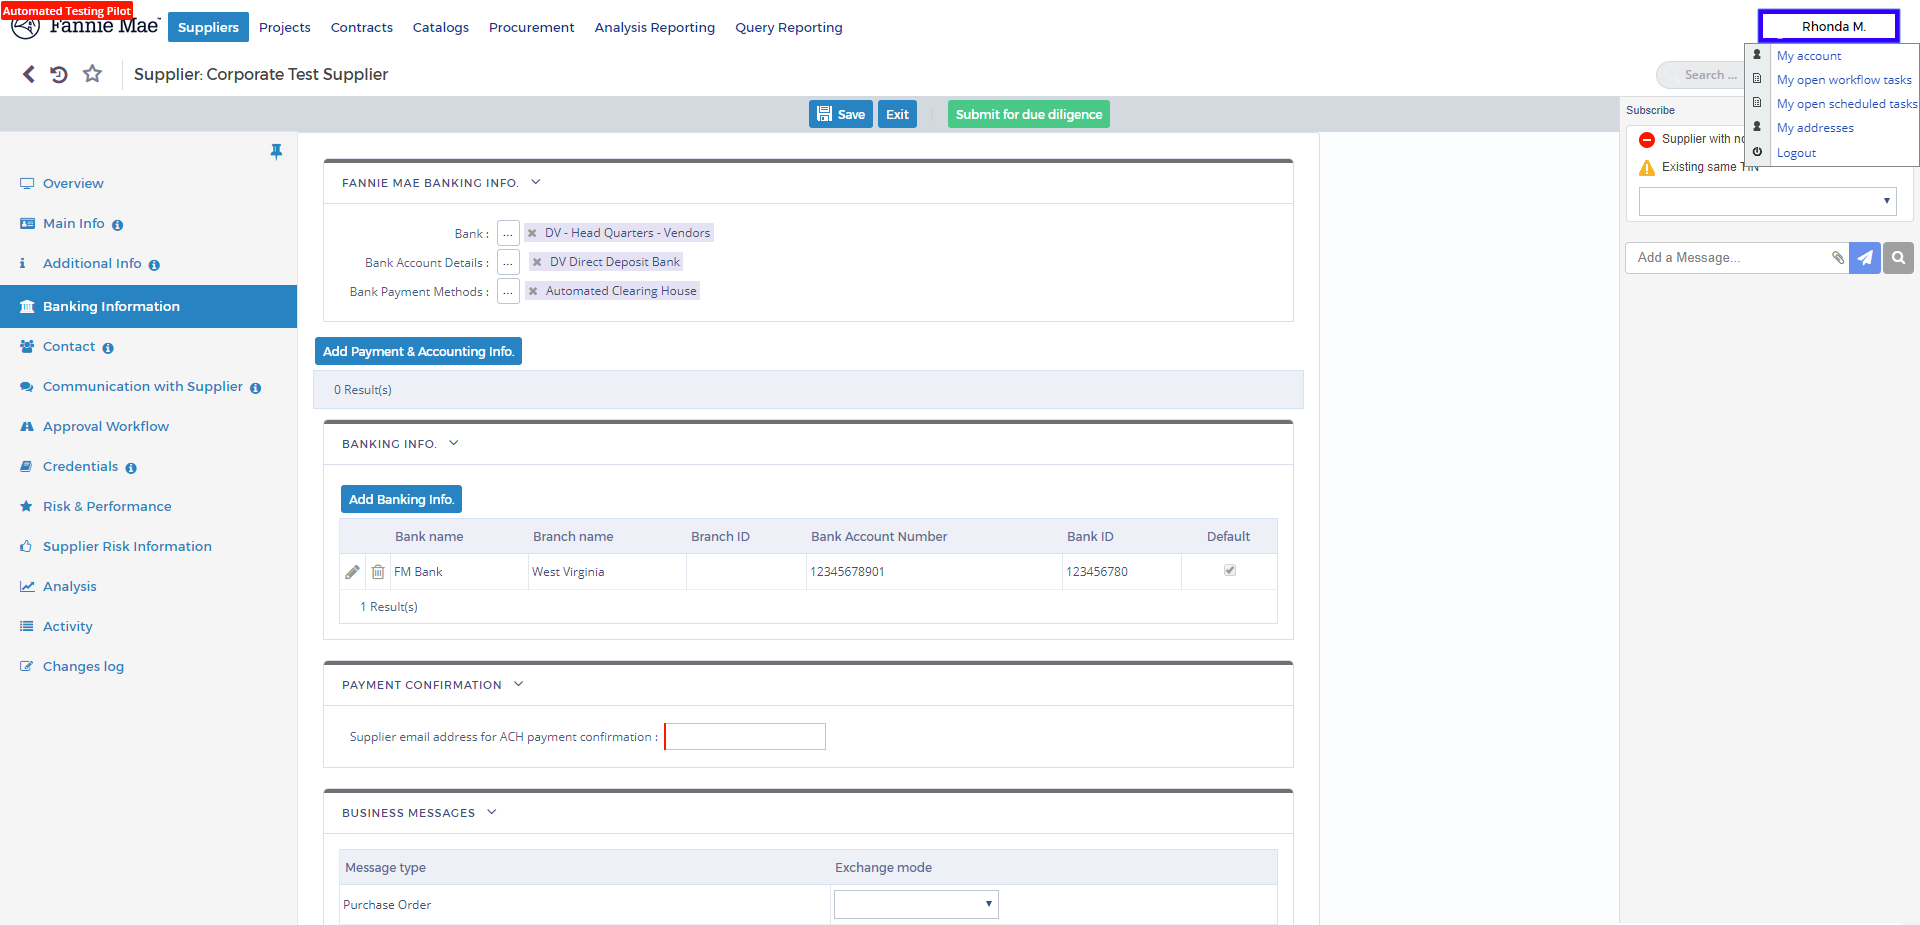 Automated Testing Pilot
Fannie Mae
Suppliers Projects Contracts Catalogs Procurement Analysis Reporting Query Reporting
Rhonda M.
Supplier: Corporate Test Supplier
Search ...
My account
My open workflow tasks
My open scheduled tasks
My addresses
Logout
Save Exit Submit for due diligence
Subscribe
Supplier with
Existing same
Add a Message...
Overview
Main Info
Additional Info
Banking Information
Contact
Communication with Supplier
Approval Workflow
Credentials
Risk & Performance
Supplier Risk Information
Analysis
Activity
Changes log
FANNIE MAE BANKING INFO.
Bank : ... DV - Head Quarters - Vendors
Bank Account Details : ... DV Direct Deposit Bank
Bank Payment Methods : ... Automated Clearing House
Add Payment & Accounting Info.
0 Result(s)
BANKING INFO.
Add Banking Info.
Bank name Branch name Branch ID Bank Account Number Bank ID Default
FM Bank West Virginia 12345678901 123456780
1 Result(s)
PAYMENT CONFIRMATION
Supplier email address for ACH payment confirmation :
BUSINESS MESSAGES
Message type Exchange mode
Purchase Order